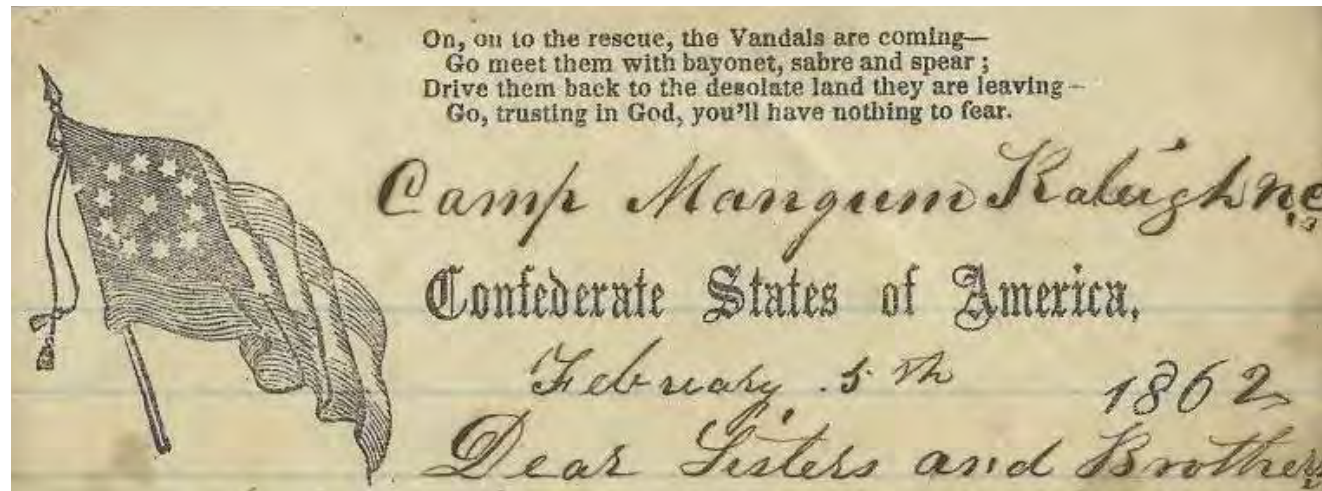 On, on to the rescue, the Vandals are coming—
Go meet them with bayonet, sabre and spear;
Drive them back to the desolate land they are leaving—
Go, trusting in God, you'll have nothing to fear.
Camp Mangum Raleigh N.C
Confederate States of America,
February 5th 1862
Dear Sisters and Brothers